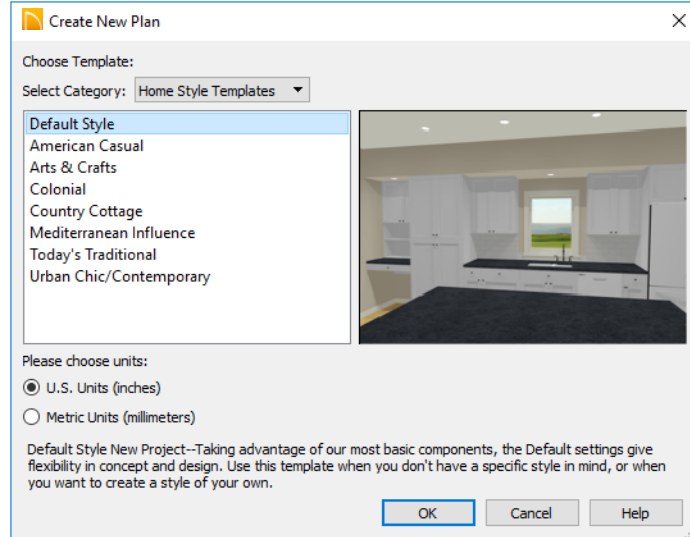 Create New Plan
Choose Template:
Select Category: Home Style Templates
Default Style
American Casual
Arts & Crafts
Colonial
Country Cottage
Mediterranean Influence
Today's Traditional
Urban Chic/Contemporary
Please choose units:
U.S. Units (inches)
Metric Units (millimeters)
Default Style New Project--Taking advantage of our most basic components, the Default settings give
flexibility in concept and design. Use this template when you don't have a specific style in mind, or when
you want to create a style of your own.
OK Cancel Help